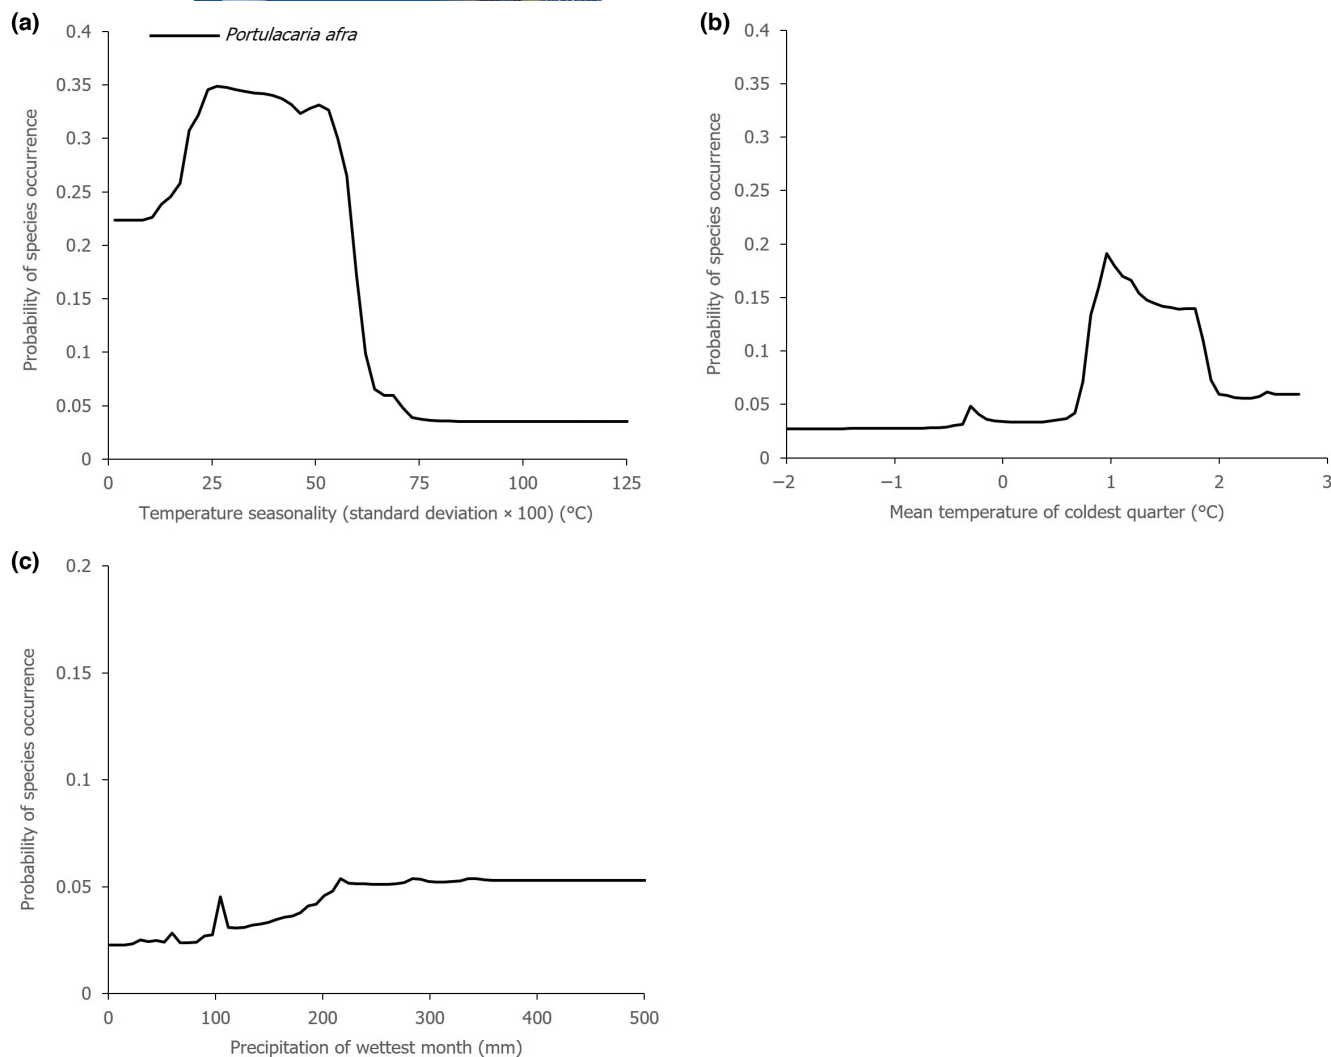 (a)
Portulacaria afra
0.4
0.35
0.3
0.25
0.2
0.15
0.1
0.05
0
Probability of species occurrence
0 25 50 75 100 125
Temperature seasonality (standard deviation × 100) (°C)
(b)
0.4
0.35
0.3
0.25
0.2
0.15
0.1
0.05
0
Probability of species occurrence
−2 −1 0 1 2 3
Mean temperature of coldest quarter (°C)
(c)
0.2
0.15
0.1
0.05
0
Probability of species occurrence
0 100 200 300 400 500
Precipitation of wettest month (mm)